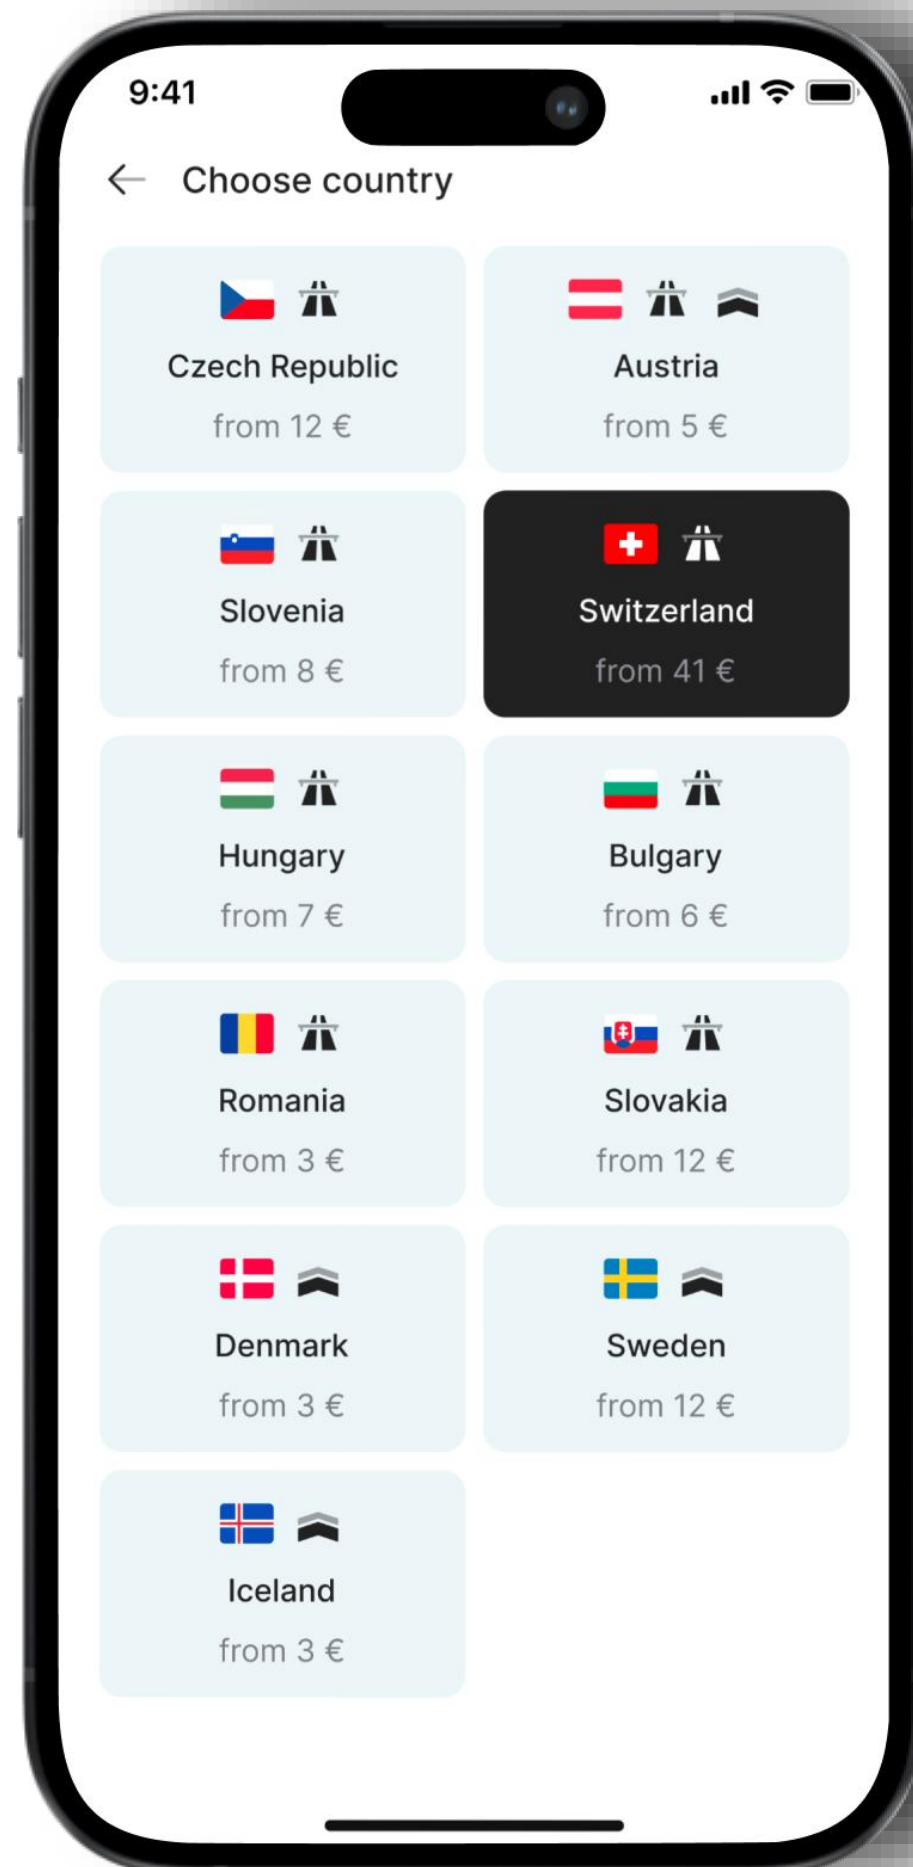 9:41
Choose country
Czech Republic
from 12 €
Austria
from 5 €
Slovenia
from 8 €
Switzerland
from 41 €
Hungary
from 7 €
Bulgary
from 6 €
Romania
from 3 €
Slovakia
from 12 €
Denmark
from 3 €
Sweden
from 12 €
Iceland
from 3 €